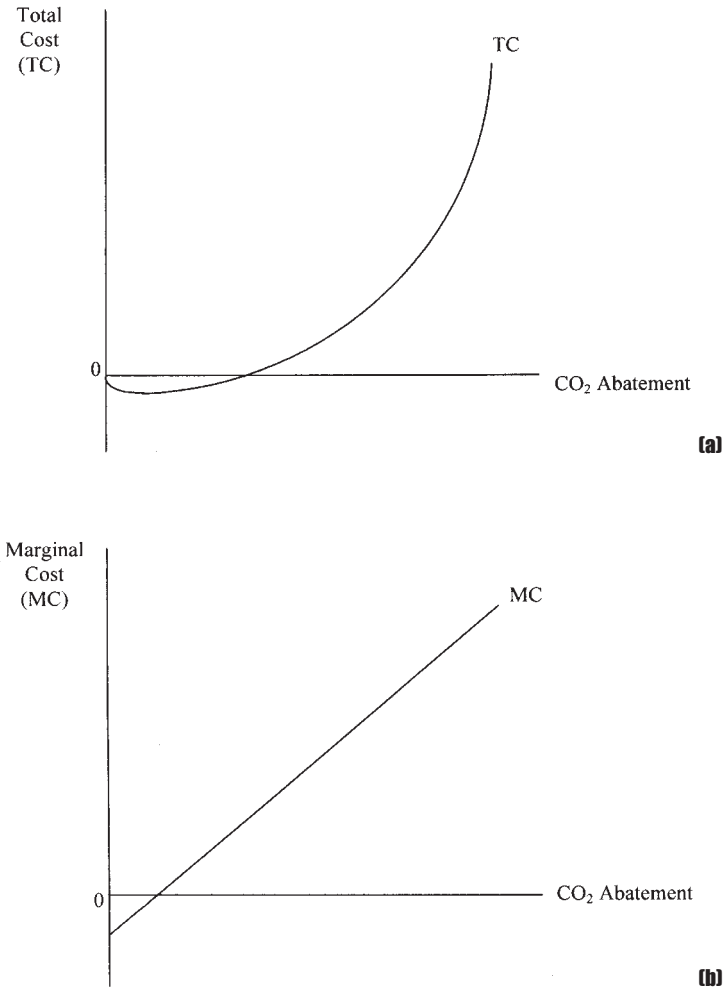 Total
Cost
(TC)
TC
0
CO₂ Abatement
(a)
Marginal
Cost
(MC)
MC
0
CO₂ Abatement
(b)